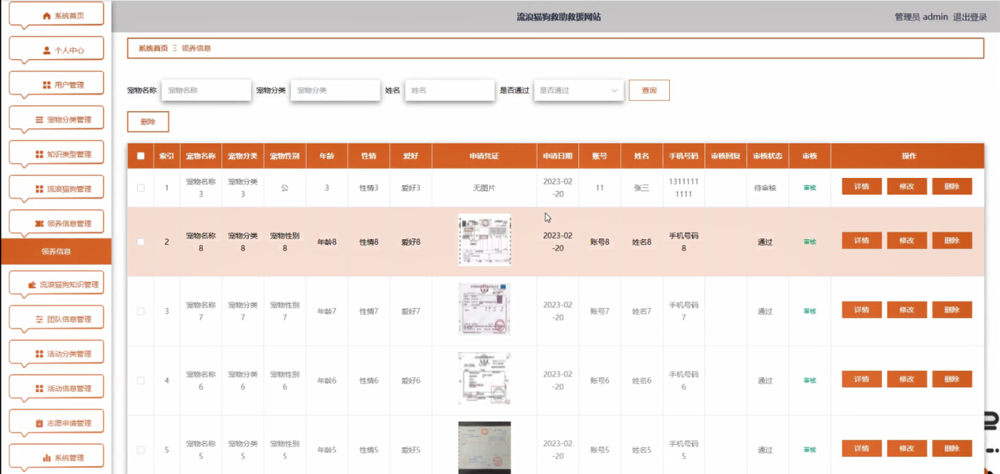 流浪猫狗救助救援网站
管理员 admin 退出登录
系统首页
个人中心
用户管理
宠物分类管理
知识类型管理
流浪猫狗管理
领养信息管理
领养信息
流浪猫狗知识管理
团队信息管理
活动分类管理
活动信息管理
志愿申请管理
系统管理
系统首页 Ξ 领养信息
宠物名称 宠物名称 宠物分类 宠物分类 姓名 姓名 是否通过 是否通过 查询
删除
索引 宠物名称 宠物分类 宠物性别 年龄 性情 爱好 申请凭证 申请日期 账号 姓名 手机号码 审核回复 审核状态 审核 操作
1 宠物名称3 宠物分类3 公 3 性情3 爱好3 无图片 2023-02-20 11 张三 13111111111 待审核 审核 详情 修改 删除
2 宠物名称8 宠物分类8 宠物性别8 年龄8 性情8 爱好8 2023-02-20 账号8 姓名8 手机号码8 通过 审核 详情 修改 删除
3 宠物名称7 宠物分类7 宠物性别7 年龄7 性情7 爱好7 2023-02-20 账号7 姓名7 手机号码7 通过 审核 详情 修改 删除
4 宠物名称6 宠物分类6 宠物性别6 年龄6 性情6 爱好6 2023-02-20 账号6 姓名6 手机号码6 通过 审核 详情 修改 删除
5 宠物名称5 宠物分类5 宠物性别5 年龄5 性情5 爱好5 2023-02-20 账号5 姓名5 手机号码5 通过 审核 详情 修改 删除